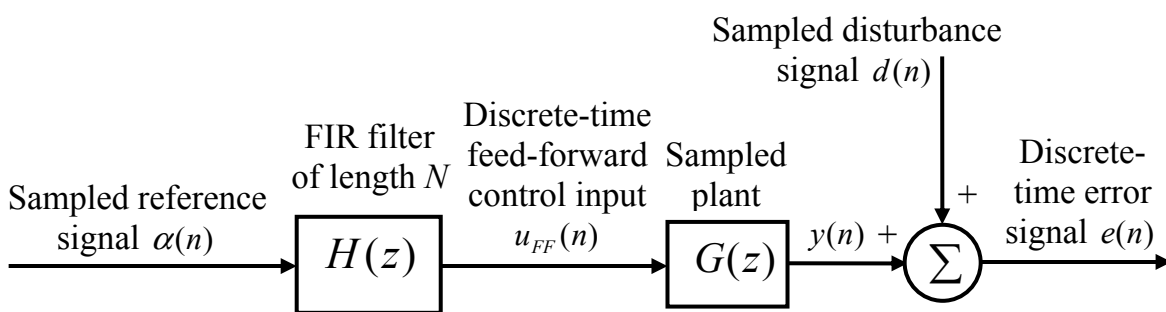 Sampled reference
signal α(n)
FIR filter
of length N
H(z)
Discrete-time
feed-forward
control input
u_FF(n)
Sampled
plant
G(z)
y(n) +
Sampled disturbance
signal d(n)
+
Σ
Discrete-
time error
signal e(n)